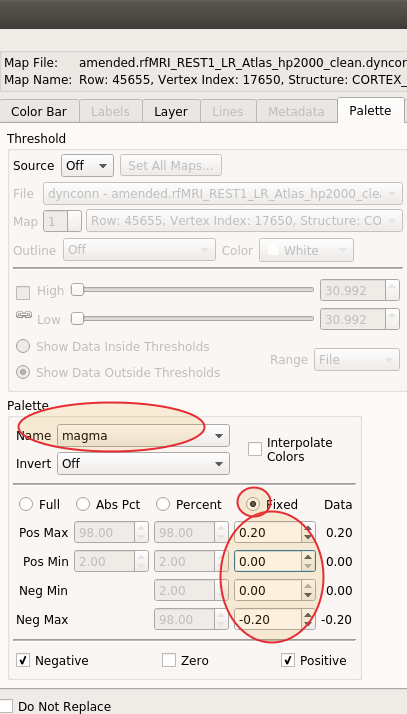 Map File: amended.rfMRI_REST1_LR_Atlas_hp2000_clean.dyncon
Map Name: Row: 45655, Vertex Index: 17650, Structure: CORTEX_
Color Bar Labels Layer Lines Metadata Palette
Threshold
Source Off Set All Maps...
File dynconn - amended.rfMRI_REST1_LR_Atlas_hp2000_clea
Map 1 Row: 45655, Vertex Index: 17650, Structure: CO
Outline Off Color White
High 30.992
Low 30.992
Show Data Inside Thresholds
Show Data Outside Thresholds
Range File
Palette
Name magma
Interpolate
Colors
Invert Off
Full Abs Pct Percent Fixed Data
Pos Max 98.00 98.00 0.20 0.20
Pos Min 2.00 2.00 0.00 0.00
Neg Min 2.00 0.00 0.00
Neg Max 98.00 -0.20 -0.20
Negative Zero Positive
Do Not Replace